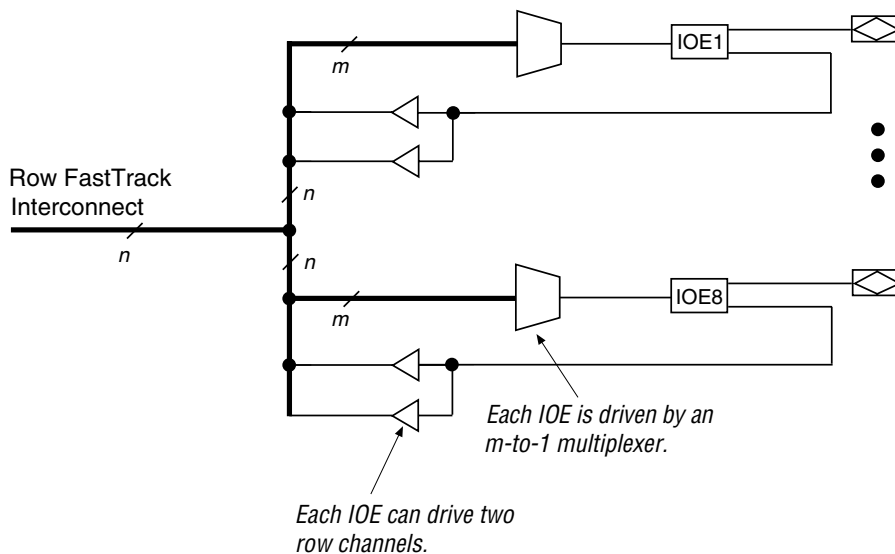 m
IOE1
Row FastTrack
Interconnect
n
n
n
m
IOE8
Each IOE is driven by an
m-to-1 multiplexer.
Each IOE can drive two
row channels.